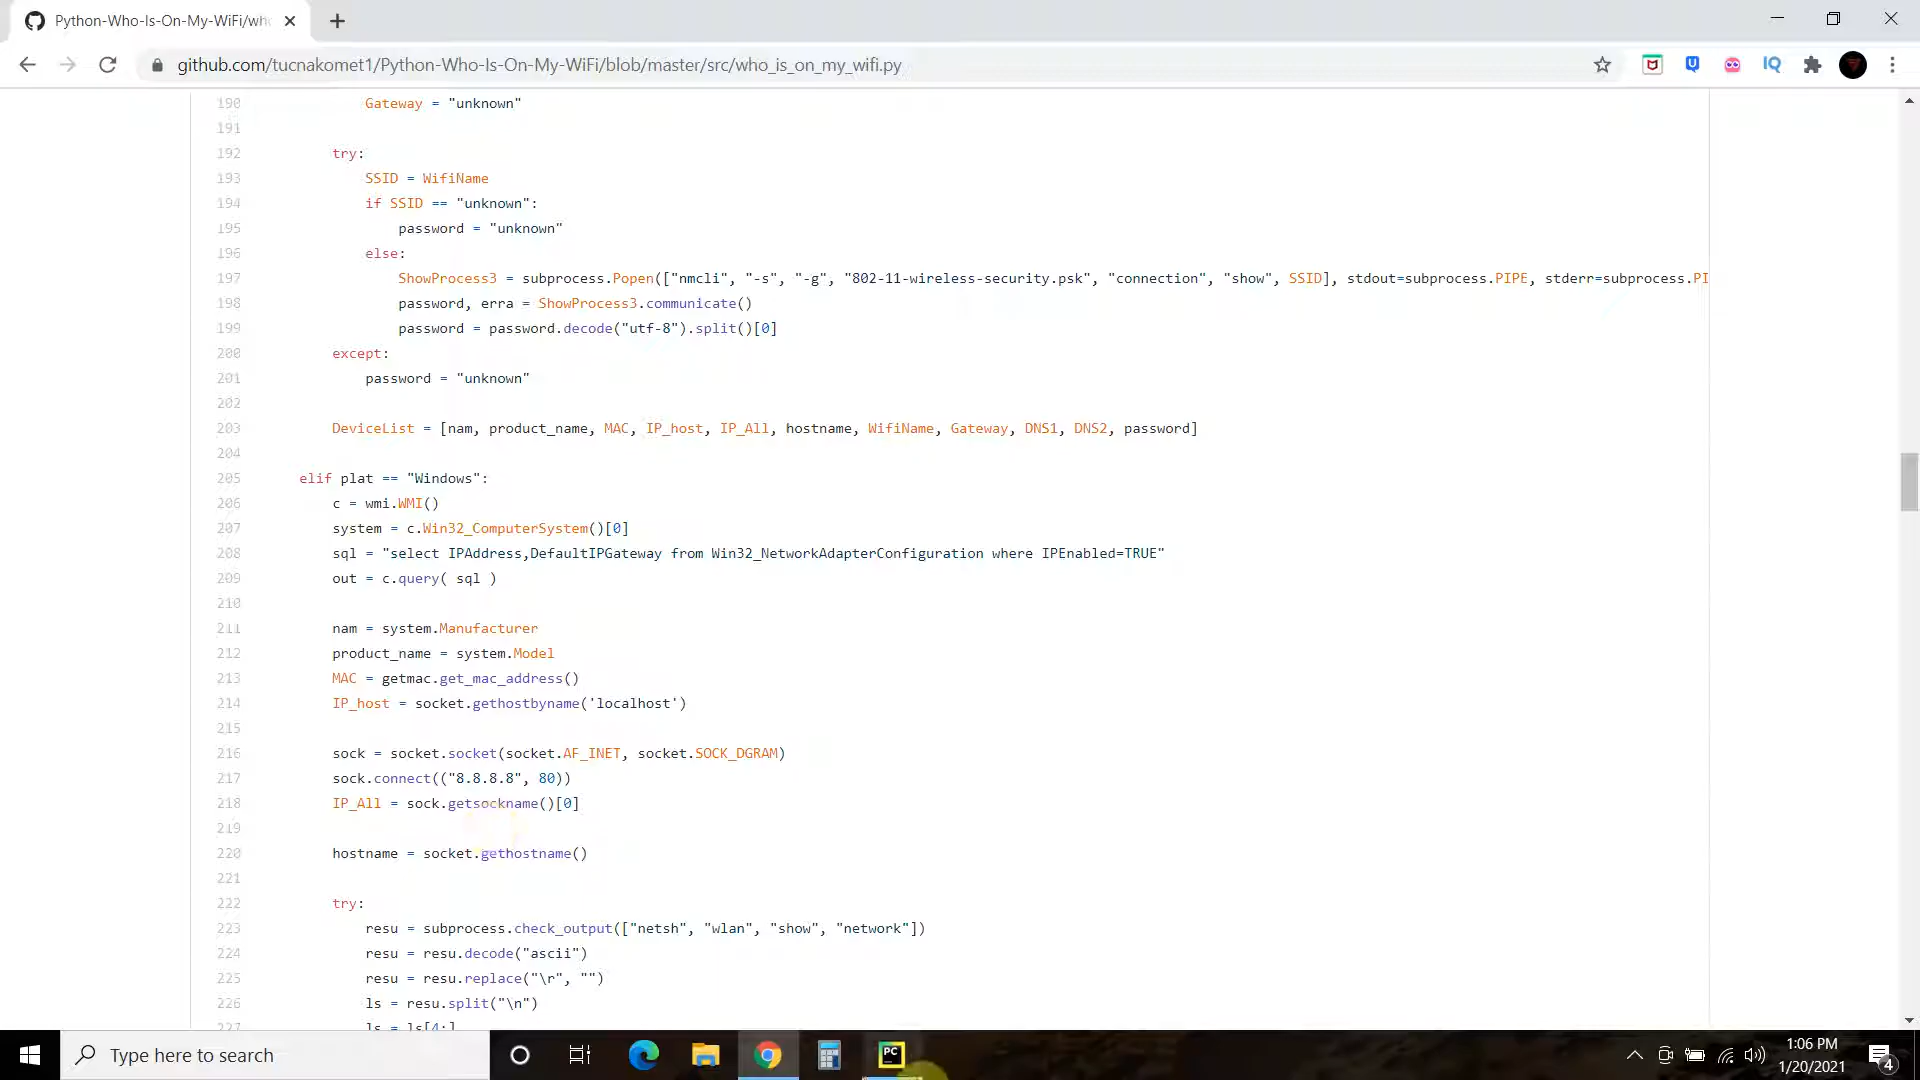 Python-Who-Is-On-My-WiFi/who
github.com/tucnakomet1/Python-Who-Is-On-My-WiFi/blob/master/src/who_is_on_my_wifi.py
IQ
190 Gateway = "unknown"
191
192 try:
193 SSID = WifiName
194 if SSID == "unknown":
195 password = "unknown"
196 else:
197 ShowProcess3 = subprocess.Popen(["nmcli", "-s", "-g", "802-11-wireless-security.psk", "connection", "show", SSID], stdout=subprocess.PIPE, stderr=subprocess.PI
198 password, erra = ShowProcess3.communicate()
199 password = password.decode("utf-8").split()[0]
200 except:
201 password = "unknown"
202
203 DeviceList = [nam, product_name, MAC, IP_host, IP_All, hostname, WifiName, Gateway, DNS1, DNS2, password]
204
205 elif plat == "Windows":
206 c = wmi.WMI()
207 system = c.Win32_ComputerSystem()[0]
208 sql = "select IPAddress,DefaultIPGateway from Win32_NetworkAdapterConfiguration where IPEnabled=TRUE"
209 out = c.query( sql )
210
211 nam = system.Manufacturer
212 product_name = system.Model
213 MAC = getmac.get_mac_address()
214 IP_host = socket.gethostbyname('localhost')
215
216 sock = socket.socket(socket.AF_INET, socket.SOCK_DGRAM)
217 sock.connect(("8.8.8.8", 80))
218 IP_All = sock.getsockname()[0]
219
220 hostname = socket.gethostname()
221
222 try:
223 resu = subprocess.check_output(["netsh", "wlan", "show", "network"])
224 resu = resu.decode("ascii")
225 resu = resu.replace("\r", "")
226 ls = resu.split("\n")
227 ls = ls[4:]
Type here to search
PC
1:06 PM
1/20/2021
4